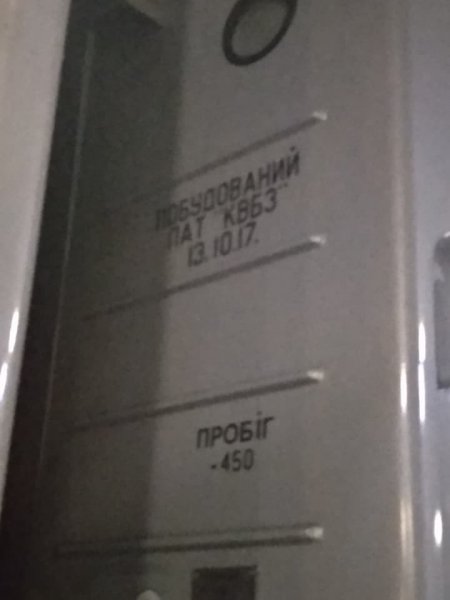 ПОБУДОВАНИЙ
ПАТ "КВБЗ"
13.10.17.
ПРОБІГ
-450